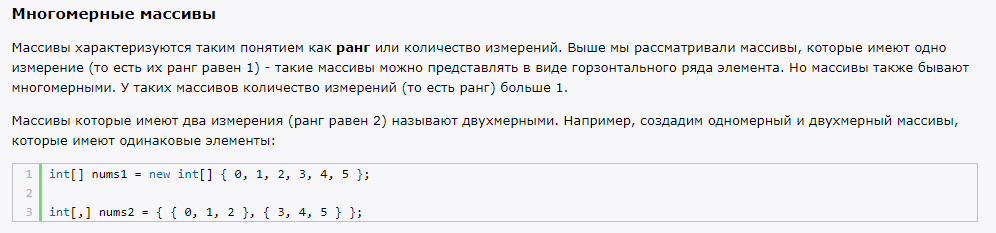 Многомерные массивы
Массивы характеризуются таким понятием как ранг или количество измерений. Выше мы рассматривали массивы, которые имеют одно
измерение (то есть их ранг равен 1) - такие массивы можно представлять в виде горзонтального ряда элемента. Но массивы также бывают
многомерными. У таких массивов количество измерений (то есть ранг) больше 1.
Массивы которые имеют два измерения (ранг равен 2) называют двухмерными. Например, создадим одномерный и двухмерный массивы,
которые имеют одинаковые элементы:
1 int[] nums1 = new int[] { 0, 1, 2, 3, 4, 5 };
2
3 int[,] nums2 = { { 0, 1, 2 }, { 3, 4, 5 } };